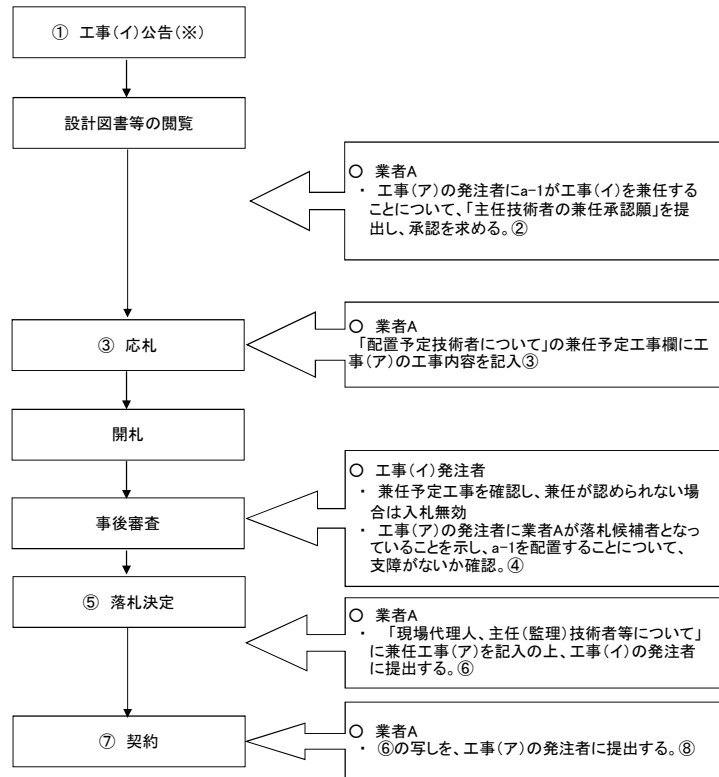 ① 工事(イ)公告(※)
設計図書等の閲覧
○ 業者A
・ 工事(ア)の発注者にa-1が工事(イ)を兼任する
ことについて、「主任技術者の兼任承認願」を提
出し、承認を求める。②
③ 応札
○ 業者A
「配置予定技術者について」の兼任予定工事欄に工
事(ア)の工事内容を記入③
開札
○ 工事(イ)発注者
・ 兼任予定工事を確認し、兼任が認められない場
合は入札無効
・ 工事(ア)の発注者に業者Aが落札候補者となっ
ていることを示し、a-1を配置することについて、
支障がないか確認。④
事後審査
⑤ 落札決定
○ 業者A
・ 「現場代理人、主任(監理)技術者等について」
に兼任工事(ア)を記入の上、工事(イ)の発注者
に提出する。⑥
⑦ 契約
○ 業者A
・ ⑥の写しを、工事(ア)の発注者に提出する。⑧